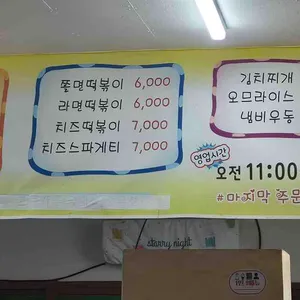 쫄면떡볶이 6,000
라면떡볶이 6,000
치즈떡볶이 7,000
치즈스파게티 7,000
김치찌개
오므라이스
내비우동
영업시간
오전 11:00
#마지막 주문
starry night